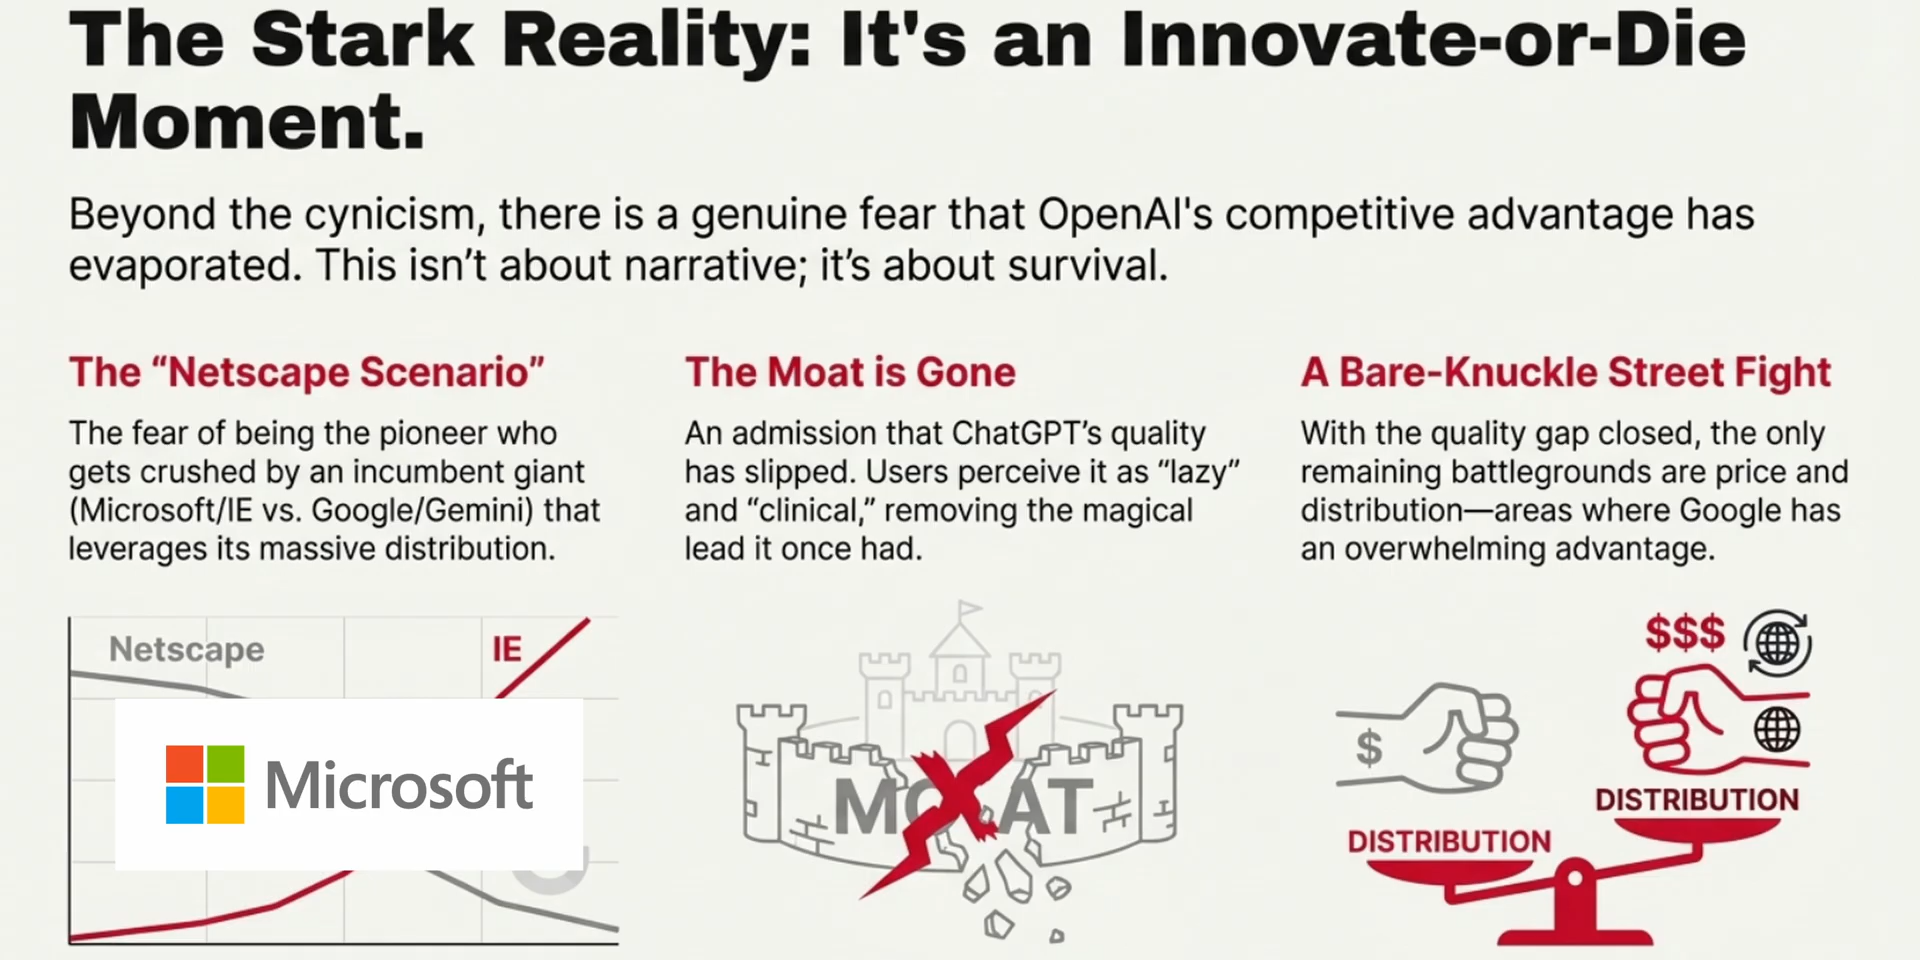 The Stark Reality: It's an Innovate-or-Die
Moment.
Beyond the cynicism, there is a genuine fear that OpenAI's competitive advantage has
evaporated. This isn’t about narrative; it’s about survival.
The “Netscape Scenario”
The fear of being the pioneer who
gets crushed by an incumbent giant
(Microsoft/IE vs. Google/Gemini) that
leverages its massive distribution.
Netscape
IE
Microsoft
The Moat is Gone
An admission that ChatGPT’s quality
has slipped. Users perceive it as “lazy”
and “clinical,” removing the magical
lead it once had.
MOAT
A Bare-Knuckle Street Fight
With the quality gap closed, the only
remaining battlegrounds are price and
distribution—areas where Google has
an overwhelming advantage.
$$$
$
DISTRIBUTION
DISTRIBUTION